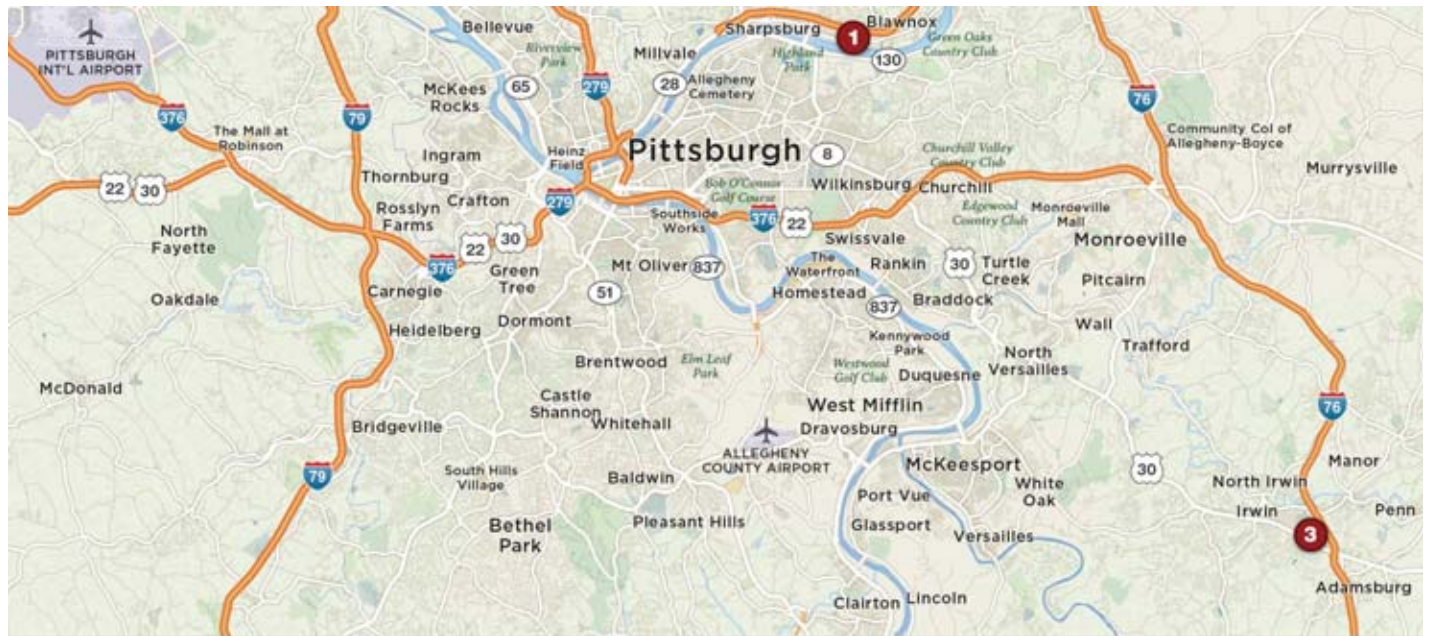 Bellevue
Sharpsburg
Blawnox
1
PITTSBURGH
INT'L AIRPORT
Riverview
Park
Millvale
Highland
Park
Green Oaks
Country Club
130
McKees
Rocks
65
279
28
Allegheny
Cemetery
76
376
79
The Mall at
Robinson
Community Col of
Allegheny-Boyce
Ingram
Heinz
Field
Pittsburgh
8
Churchill Valley
Country Club
Murrysville
22
30
Thornburg
Bob O'Connor
Golf Course
Wilkinsburg
Churchill
Rosslyn
Farms
Crafton
279
Southside
Works
376
22
Edgewood
Country Club
Monroeville
Mall
North
Fayette
22
30
Swissvale
Monroeville
376
Green
Tree
Mt Oliver
837
The
Waterfront
Rankin
30
Turtle
Creek
Pitcairn
Oakdale
Carnegie
51
Homestead
837
Braddock
Heidelberg
Dormont
Kennywood
Park
Wall
Trafford
McDonald
Brentwood
Elm Leaf
Park
Westwood
Golf Club
Duquesne
North
Versailles
Castle
Shannon
Whitehall
West Mifflin
76
Bridgeville
Dravosburg
ALLEGHENY
COUNTY AIRPORT
79
South Hills
Village
Baldwin
McKeesport
30
Manor
White
Oak
North Irwin
Port Vue
Irwin
Penn
Bethel
Park
Pleasant Hills
Glassport
Versailles
3
Adamsburg
Clairton
Lincoln